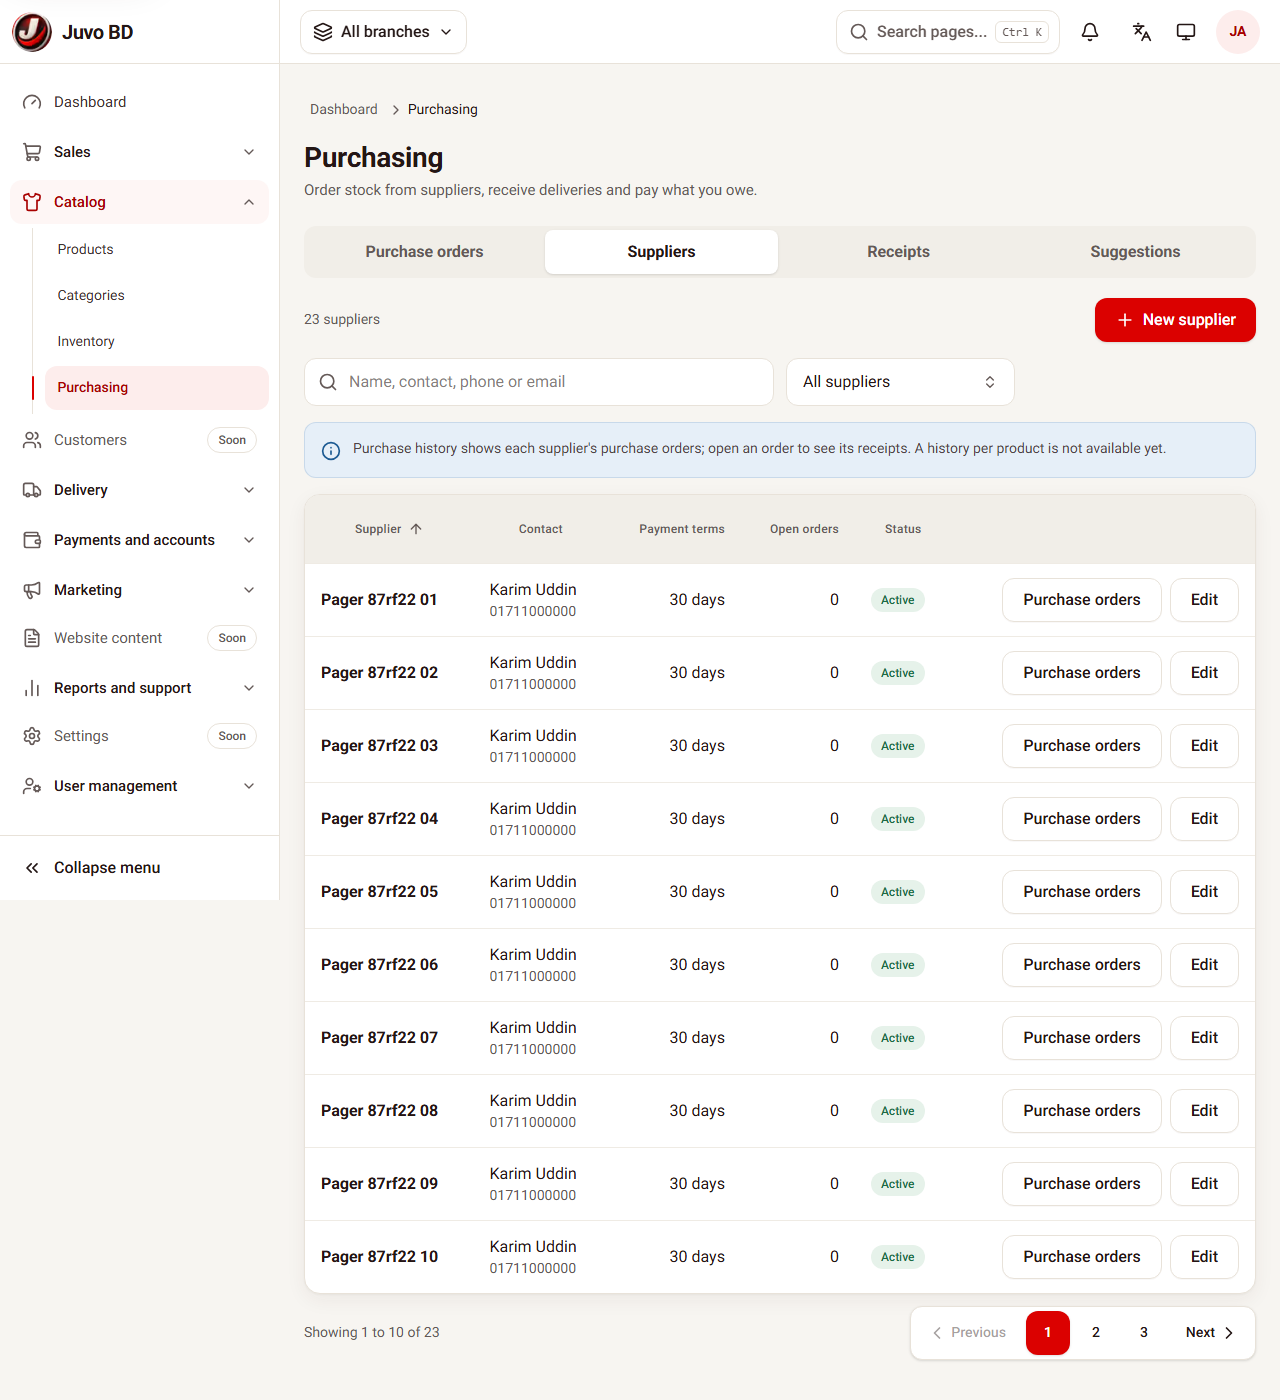 Juvo BD
All branches
Search pages... Ctrl K
JA
Dashboard
Sales
Catalog
Products
Categories
Inventory
Purchasing
Customers Soon
Delivery
Payments and accounts
Marketing
Website content Soon
Reports and support
Settings Soon
User management
Collapse menu
Dashboard > Purchasing
Purchasing
Order stock from suppliers, receive deliveries and pay what you owe.
Purchase orders Suppliers Receipts Suggestions
23 suppliers
New supplier
Name, contact, phone or email
All suppliers
Purchase history shows each supplier's purchase orders; open an order to see its receipts. A history per product is not available yet.
Supplier Contact Payment terms Open orders Status
Pager 87rf22 01 Karim Uddin 30 days 0 Active Purchase orders Edit
01711000000
Pager 87rf22 02 Karim Uddin 30 days 0 Active Purchase orders Edit
01711000000
Pager 87rf22 03 Karim Uddin 30 days 0 Active Purchase orders Edit
01711000000
Pager 87rf22 04 Karim Uddin 30 days 0 Active Purchase orders Edit
01711000000
Pager 87rf22 05 Karim Uddin 30 days 0 Active Purchase orders Edit
01711000000
Pager 87rf22 06 Karim Uddin 30 days 0 Active Purchase orders Edit
01711000000
Pager 87rf22 07 Karim Uddin 30 days 0 Active Purchase orders Edit
01711000000
Pager 87rf22 08 Karim Uddin 30 days 0 Active Purchase orders Edit
01711000000
Pager 87rf22 09 Karim Uddin 30 days 0 Active Purchase orders Edit
01711000000
Pager 87rf22 10 Karim Uddin 30 days 0 Active Purchase orders Edit
01711000000
Showing 1 to 10 of 23
Previous 1 2 3 Next